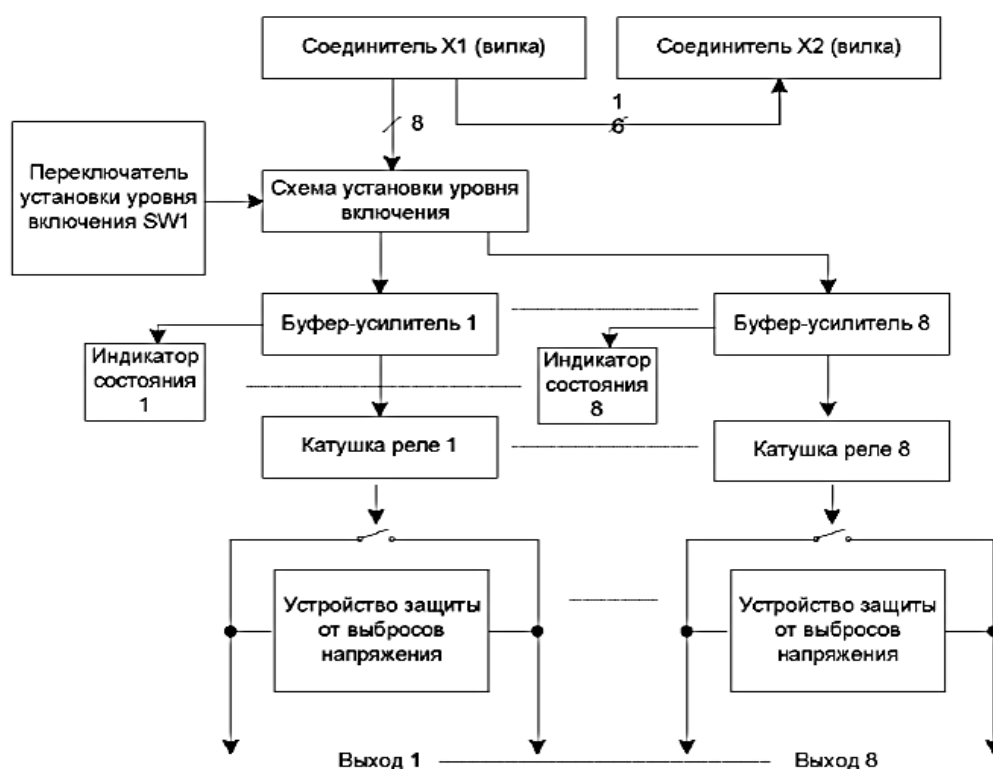 Соединитель X1 (вилка)
Соединитель X2 (вилка)
8
1
6
Переключатель
установки уровня
включения SW1
Схема установки уровня
включения
Буфер-усилитель 1
Буфер-усилитель 8
Индикатор
состояния
1
Индикатор
состояния
8
Катушка реле 1
Катушка реле 8
Устройство защиты
от выбросов
напряжения
Устройство защиты
от выбросов
напряжения
Выход 1
Выход 8